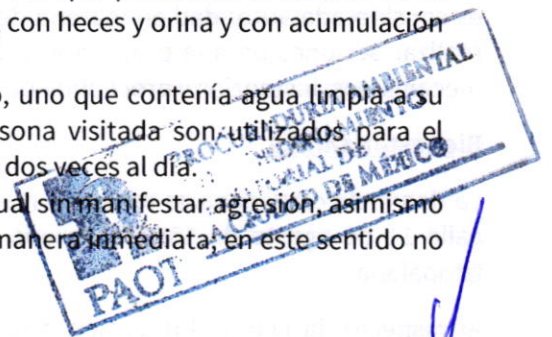 con heces y orina y con acumulación
, uno que contenía agua limpia a su
sona visitada son utilizados para el
dos veces al día.
ual sin manifestar agresión, asimismo
manera inmediata, en este sentido no
PROCURADURÍA AMBIENTAL
ORDENAMIENTO
TERRITORIAL DE
CIUDAD DE MÉXICO
PAOT